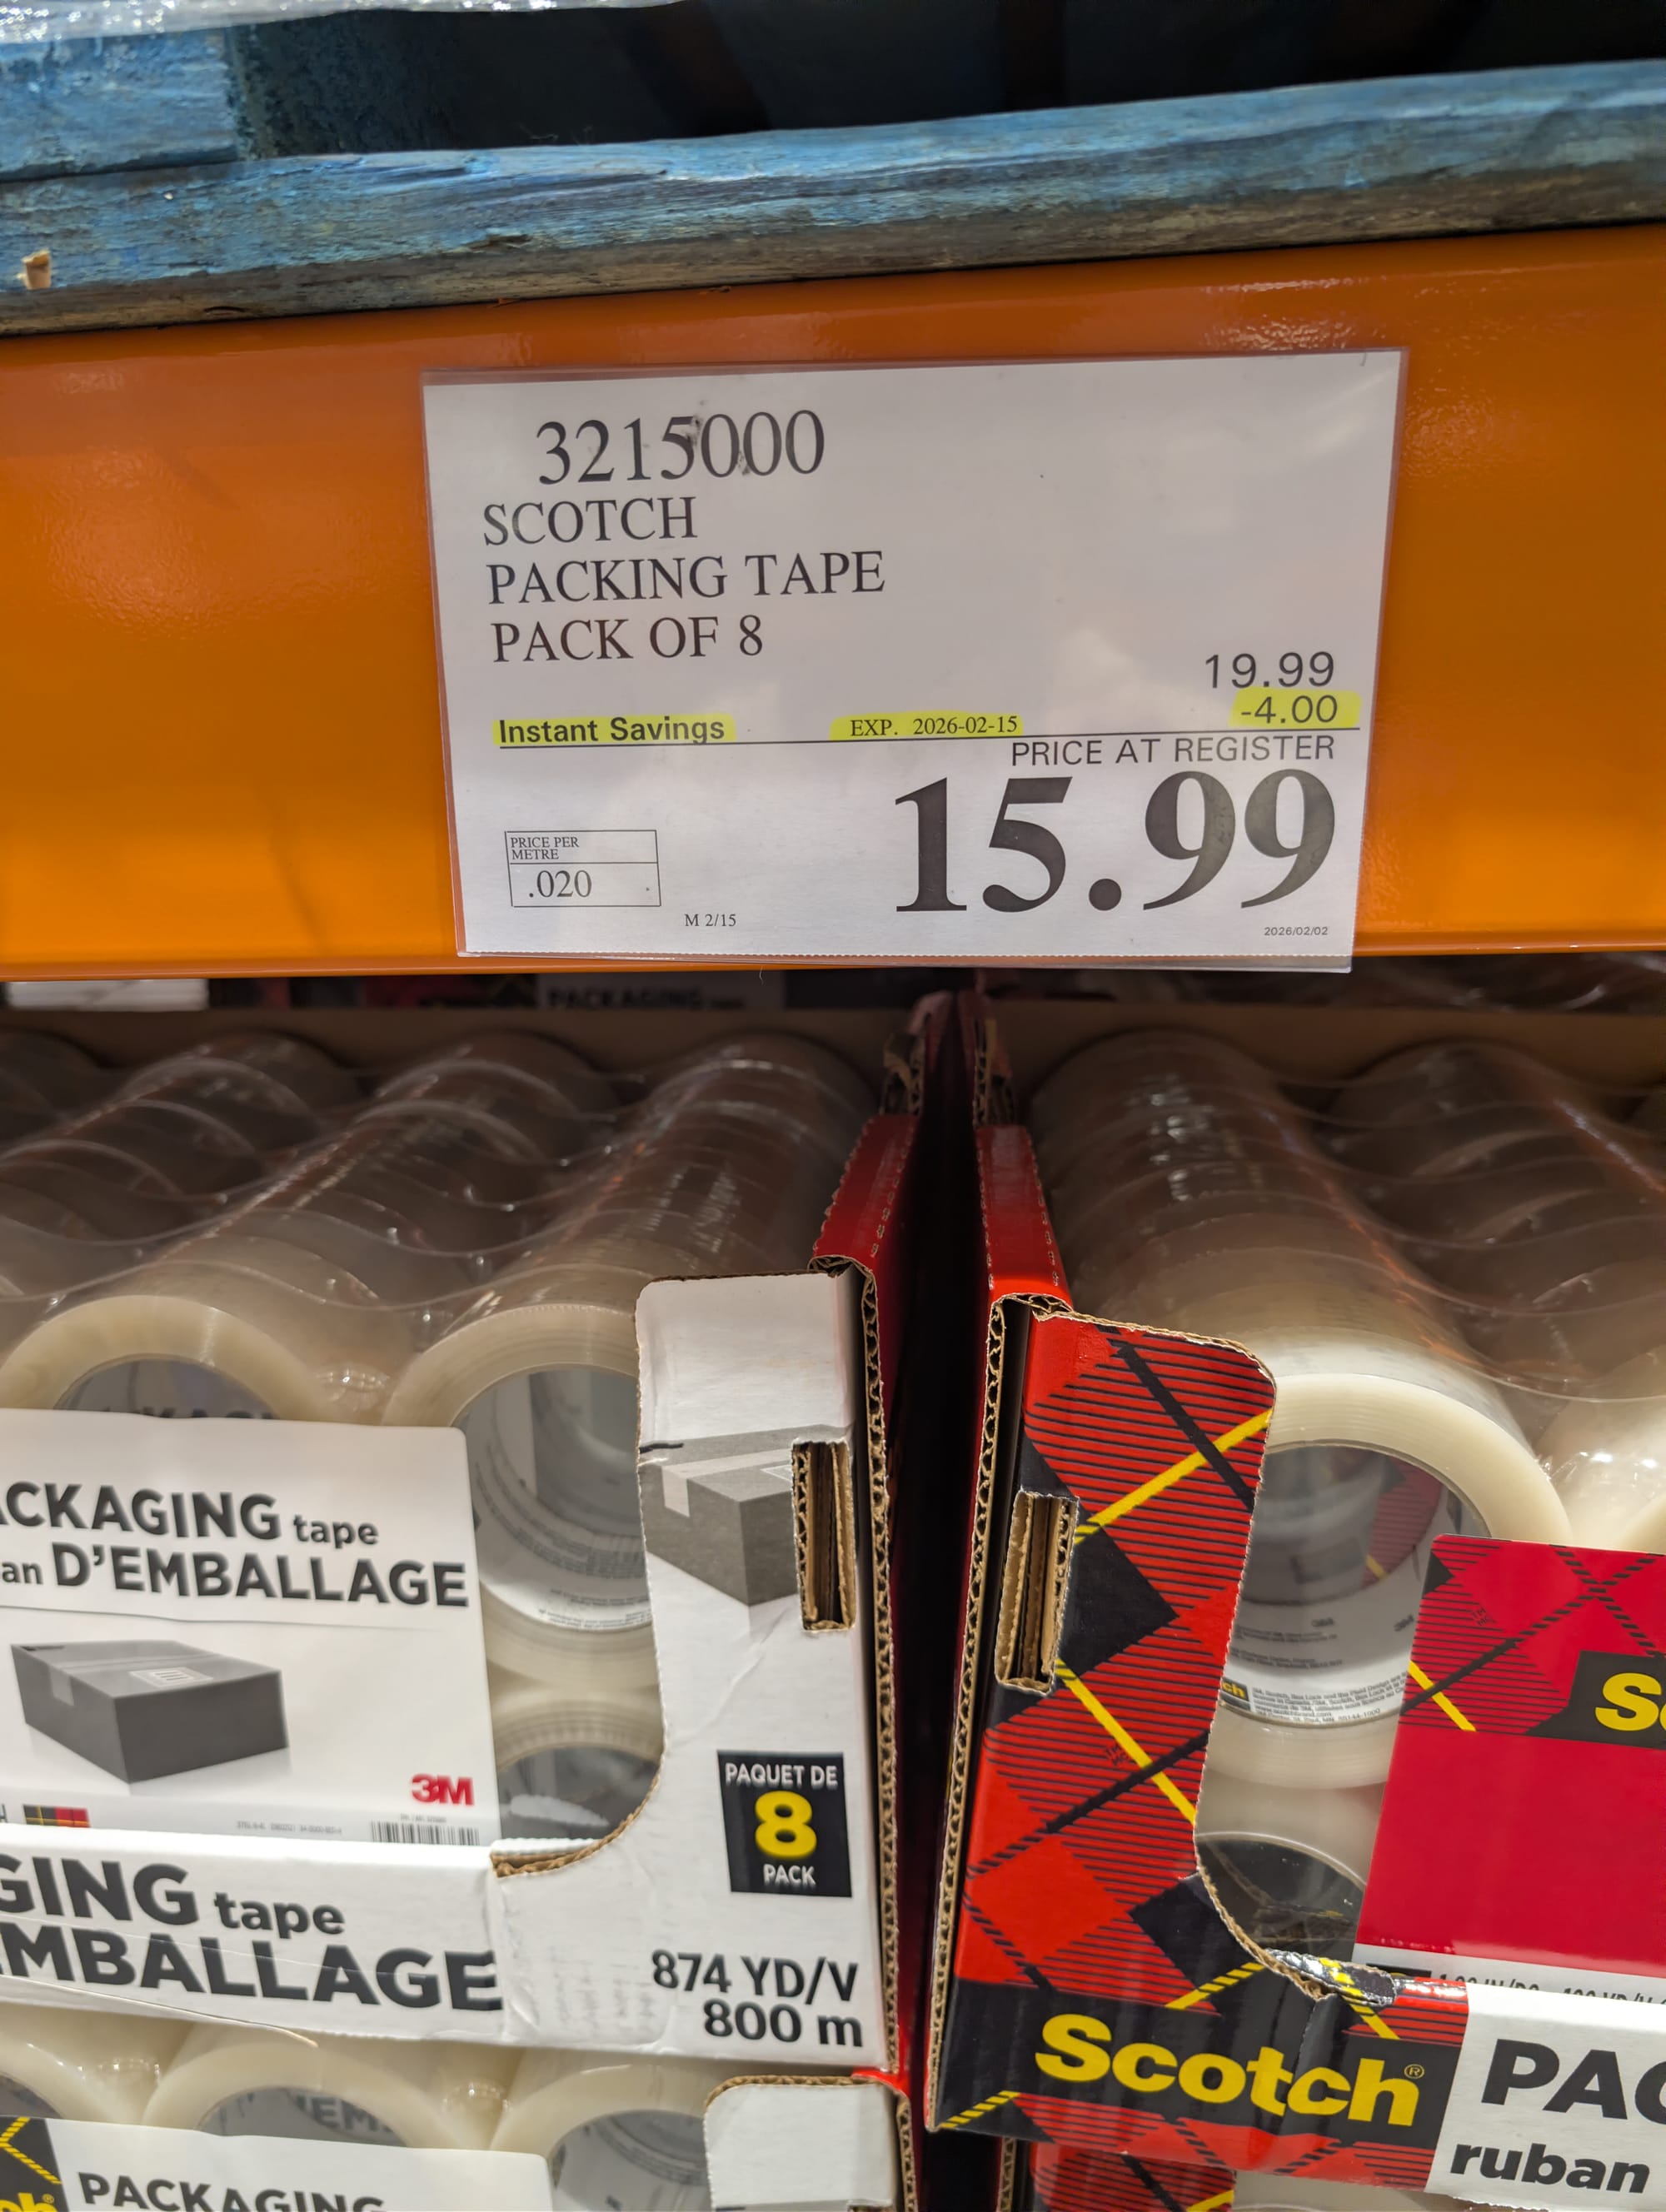 3215000
SCOTCH
PACKING TAPE
PACK OF 8
19.99
-4.00
Instant Savings EXP. 2026-02-15
PRICE AT REGISTER
15.99
PRICE PER
METRE
.020
M 2/15
2026/02/02
PACKAGING
CKAGING tape
an D'EMBALLAGE
3M
PAQUET DE
8
PACK
GING tape
MBALLAGE
874 YD/V
800 m
Scotch®
PAC
ruban
PACKAGING